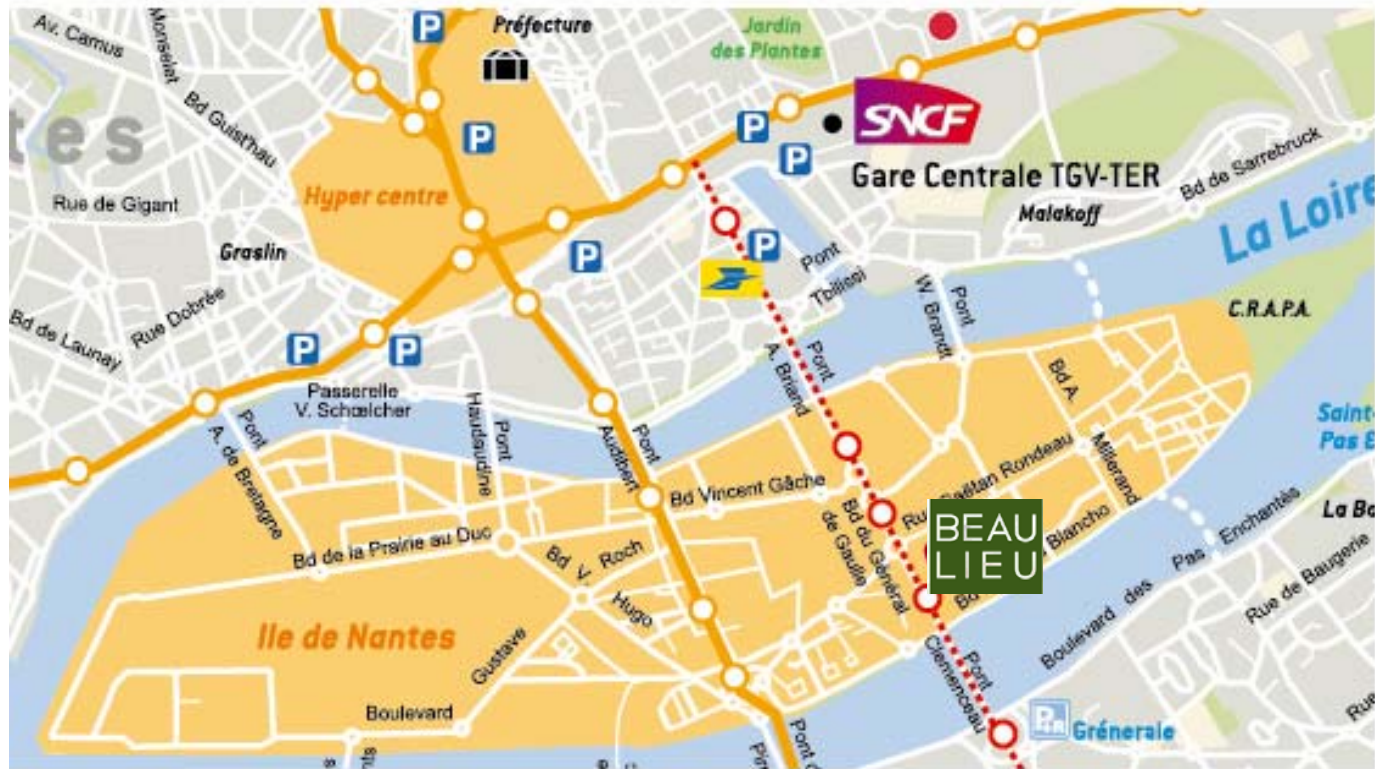 Av. Camus
Monselet
Préfecture
Jardin
des Plantes
P
Bd Guist'hau
tes
P
P
SNCF
P
Gare Centrale TGV-TER
Bd de Sarrebruck
Malakoff
La Loire
Rue de Gigant
Hyper centre
Graslin
P
P
Pont
Tbilissi
Pont
W. Brandt
C.R.A.P.A.
Bd de Launay
Rue Dobrée
P
P
Passerelle
V. Schœlcher
Pont
A. Briand
Bd A.
Millerand
Saint-
Pas E
Pont
A. de Bretagne
Pont
Haudaudine
Pont
Audibert
Bd Vincent Gâche
Gaëtan Rondeau
Bd du Général
de Gaulle
BEAU
LIEU
Blancho
Boulevard des Pas Enchantés
La Bo
Rue de Baugerie
Bd de la Prairie au Duc
Bd V.
Hugo
Roch
Gustave
Ile de Nantes
Boulevard
Pont
Clemenceau
Grénerale
Rue
Pont d